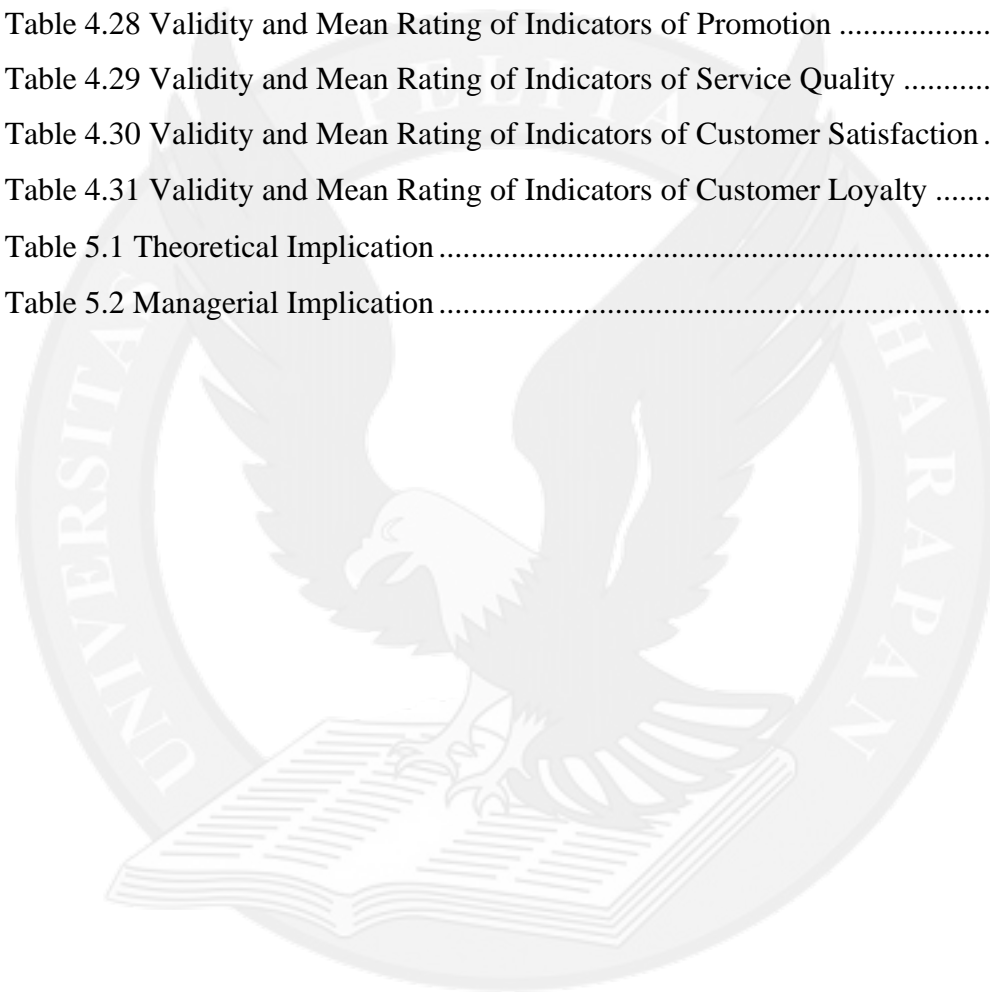 Table 4.28 Validity and Mean Rating of Indicators of Promotion ...................
Table 4.29 Validity and Mean Rating of Indicators of Service Quality ...........
Table 4.30 Validity and Mean Rating of Indicators of Customer Satisfaction .
Table 4.31 Validity and Mean Rating of Indicators of Customer Loyalty .......
Table 5.1 Theoretical Implication ..................................................................
Table 5.2 Managerial Implication ..................................................................
UNIVERSITAS PELITA HARAPAN